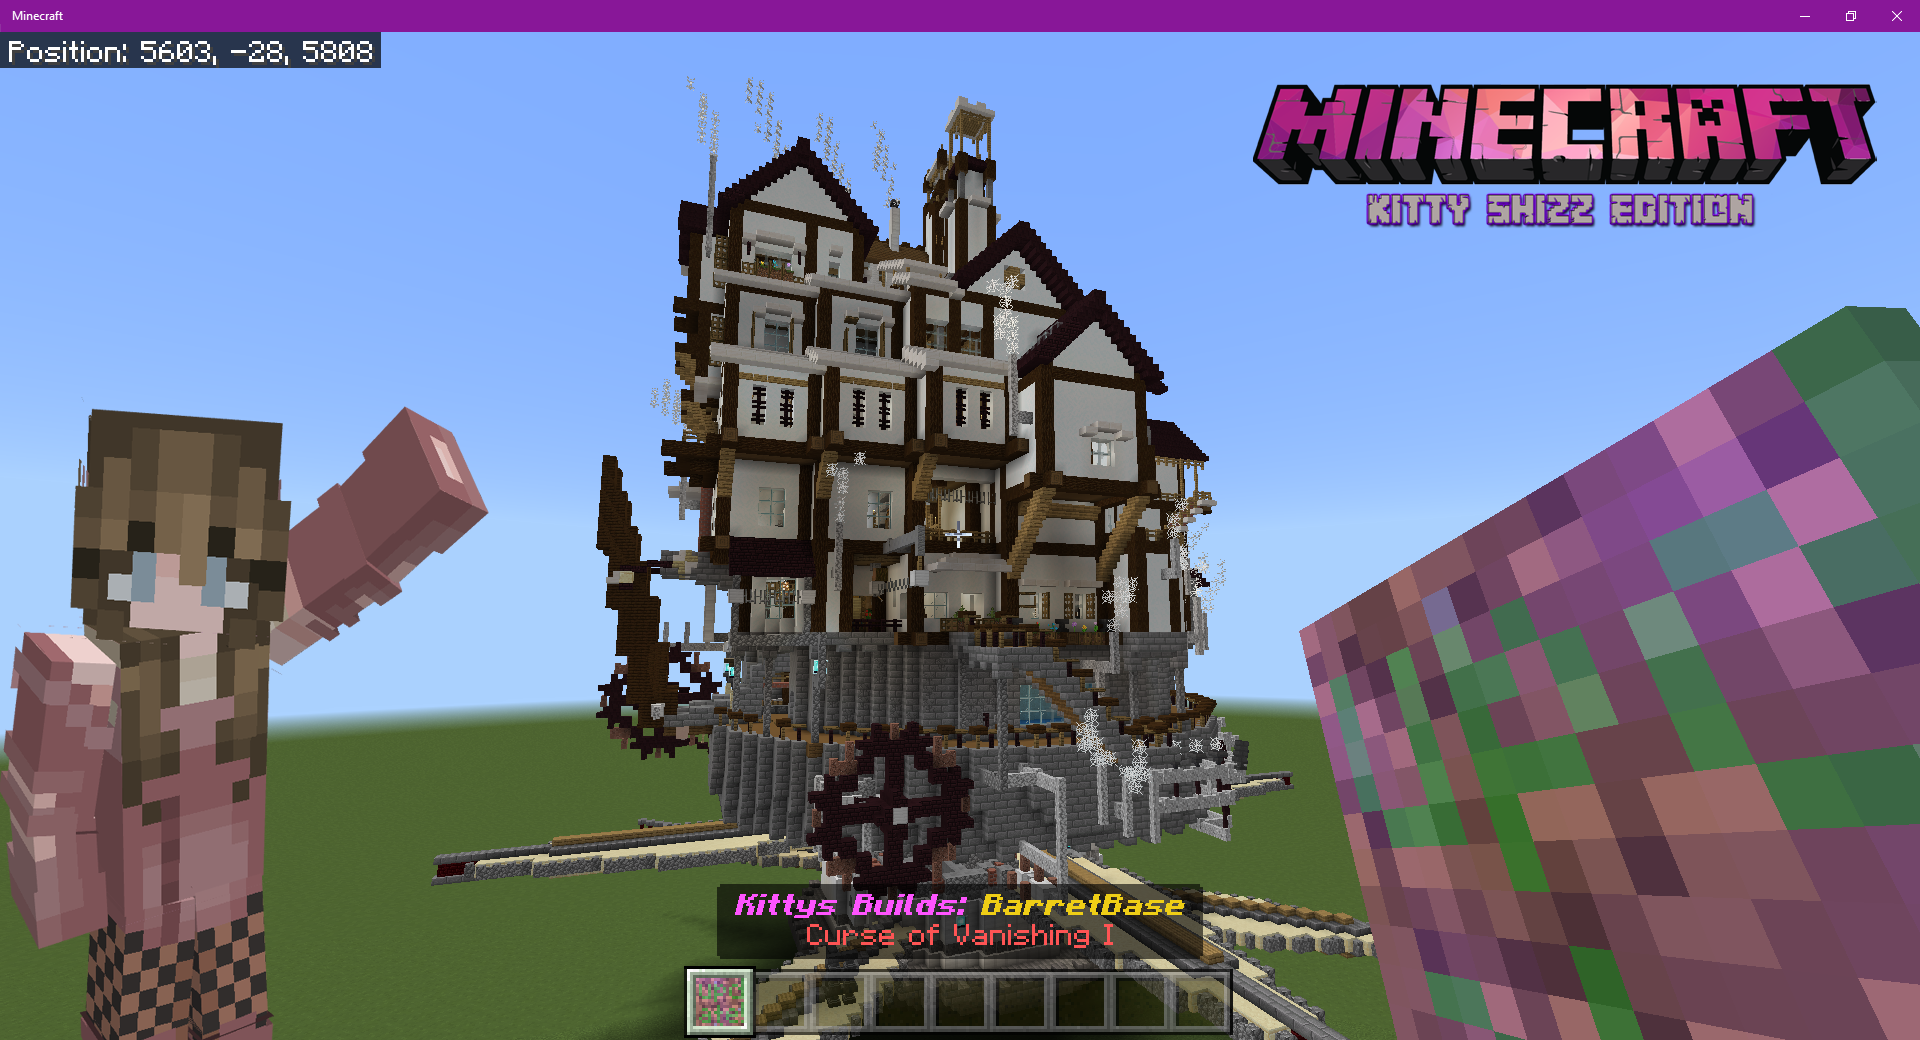 Minecraft
Position: 5603, -28, 5808
MINECRAFT
KITTY SHIZZ EDITION
Kittys Builds: BarretBase
Curse of Vanishing I